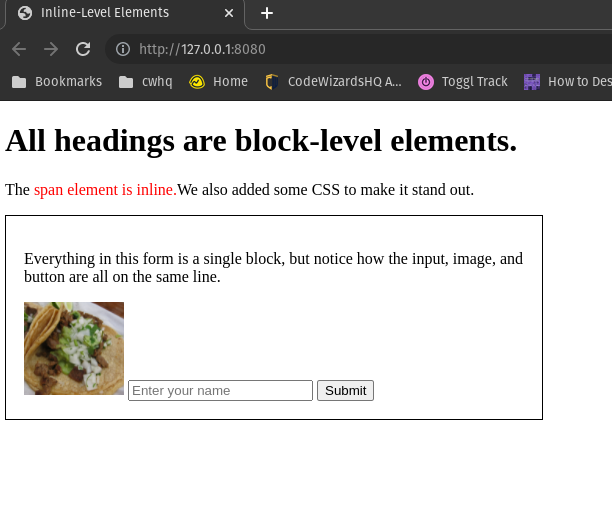 Inline-Level Elements
http://127.0.0.1:8080
Bookmarks cwhq Home CodeWizardsHQ A... Toggl Track How to Des
All headings are block-level elements.
The span element is inline.We also added some CSS to make it stand out.
Everything in this form is a single block, but notice how the input, image, and
button are all on the same line.
Enter your name Submit